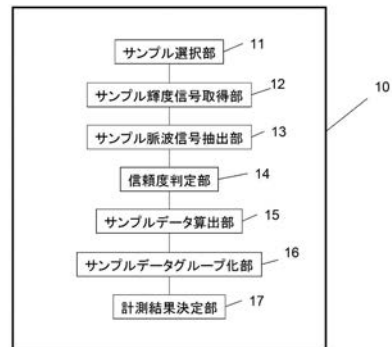 サンプル選択部 11
サンプル輝度信号取得部 12
サンプル脈波信号抽出部 13
10
信頼度判定部 14
サンプルデータ算出部 15
サンプルデータグループ化部 16
計測結果決定部 17